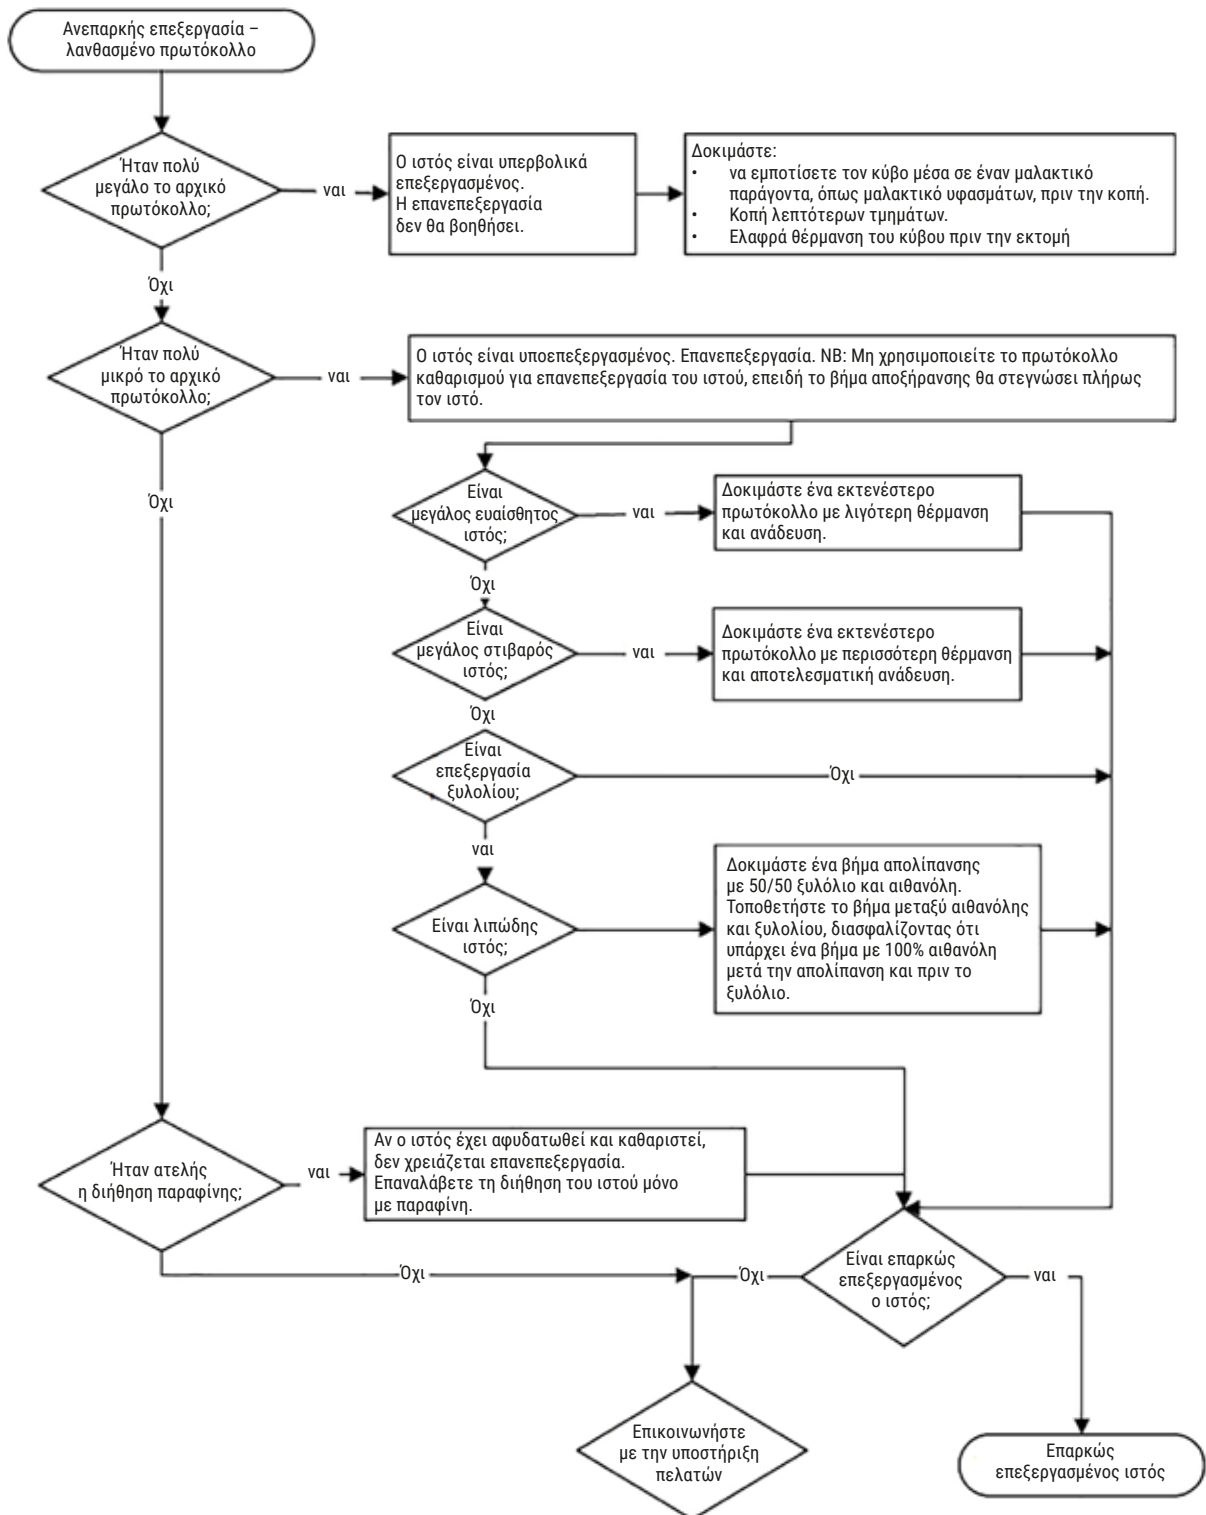 Ανεπαρκής επεξεργασία –
λανθασμένο πρωτόκολλο
Ήταν πολύ
μεγάλο το αρχικό
πρωτόκολλο;
ναι
Ο ιστός είναι υπερβολικά
επεξεργασμένος.
Η επανεπεξεργασία
δεν θα βοηθήσει.
Δοκιμάστε:
• να εμποτίσετε τον κύβο μέσα σε έναν μαλακτικό
παράγοντα, όπως μαλακτικό υφασμάτων, πριν την κοπή.
• Κοπή λεπτότερων τμημάτων.
• Ελαφρά θέρμανση του κύβου πριν την εκτομή
Όχι
Ήταν πολύ
μικρό το αρχικό
πρωτόκολλο;
ναι
Ο ιστός είναι υποεπεξεργασμένος. Επανεπεξεργασία. NB: Μη χρησιμοποιείτε το πρωτόκολλο
καθαρισμού για επανεπεξεργασία του ιστού, επειδή το βήμα αποξήρανσης θα στεγνώσει πλήρως
τον ιστό.
Όχι
Είναι
μεγάλος ευαίσθητος
ιστός;
ναι
Δοκιμάστε ένα εκτενέστερο
πρωτόκολλο με λιγότερη θέρμανση
και ανάδευση.
Όχι
Είναι
μεγάλος στιβαρός
ιστός;
ναι
Δοκιμάστε ένα εκτενέστερο
πρωτόκολλο με περισσότερη θέρμανση
και αποτελεσματική ανάδευση.
Όχι
Είναι
επεξεργασία
ξυλολίου;
Όχι
ναι
Είναι λιπώδης
ιστός;
Δοκιμάστε ένα βήμα απολίπανσης
με 50/50 ξυλόλιο και αιθανόλη.
Τοποθετήστε το βήμα μεταξύ αιθανόλης
και ξυλολίου, διασφαλίζοντας ότι
υπάρχει ένα βήμα με 100% αιθανόλη
μετά την απολίπανση και πριν το
ξυλόλιο.
Όχι
Ήταν ατελής
η διήθηση παραφίνης;
ναι
Αν ο ιστός έχει αφυδατωθεί και καθαριστεί,
δεν χρειάζεται επανεπεξεργασία.
Επαναλάβετε τη διήθηση του ιστού μόνο
με παραφίνη.
Όχι
Είναι επαρκώς
επεξεργασμένος
ο ιστός;
Όχι
ναι
Επικοινωνήστε
με την υποστήριξη
πελατών
Επαρκώς
επεξεργασμένος ιστός